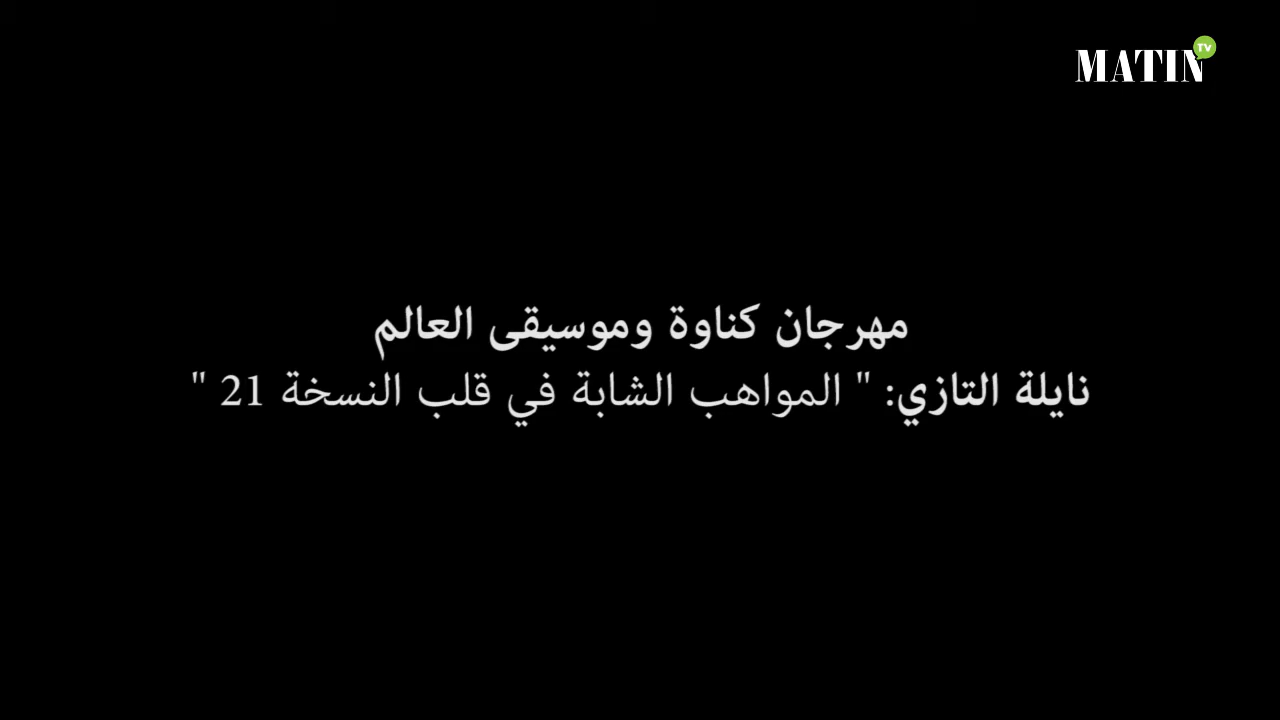 MATIN TV
مهرجان كناوة وموسيقى العالم
نايلة التازي: " المواهب الشابة في قلب النسخة 21 "